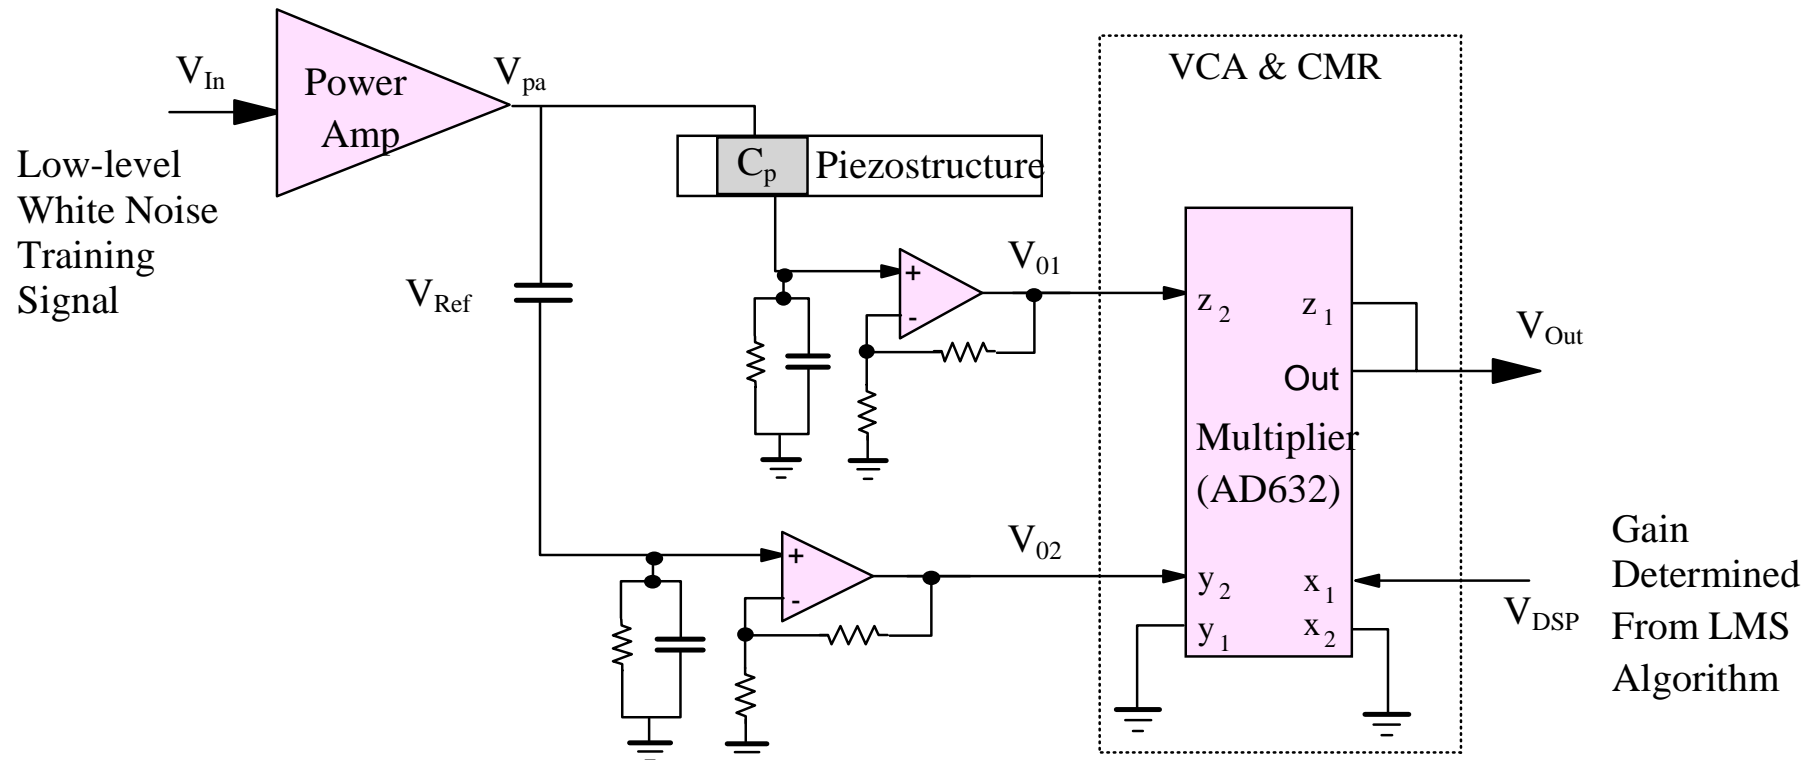 VCA & CMR
V_In
Power
Amp
V_pa
Low-level
White Noise
Training
Signal
C_p
Piezostructure
V_Ref
+
-
V_01
z_2
z_1
V_Out
Out
Multiplier
(AD632)
+
-
V_02
y_2
x_1
y_1
x_2
V_DSP
Gain
Determined
From LMS
Algorithm